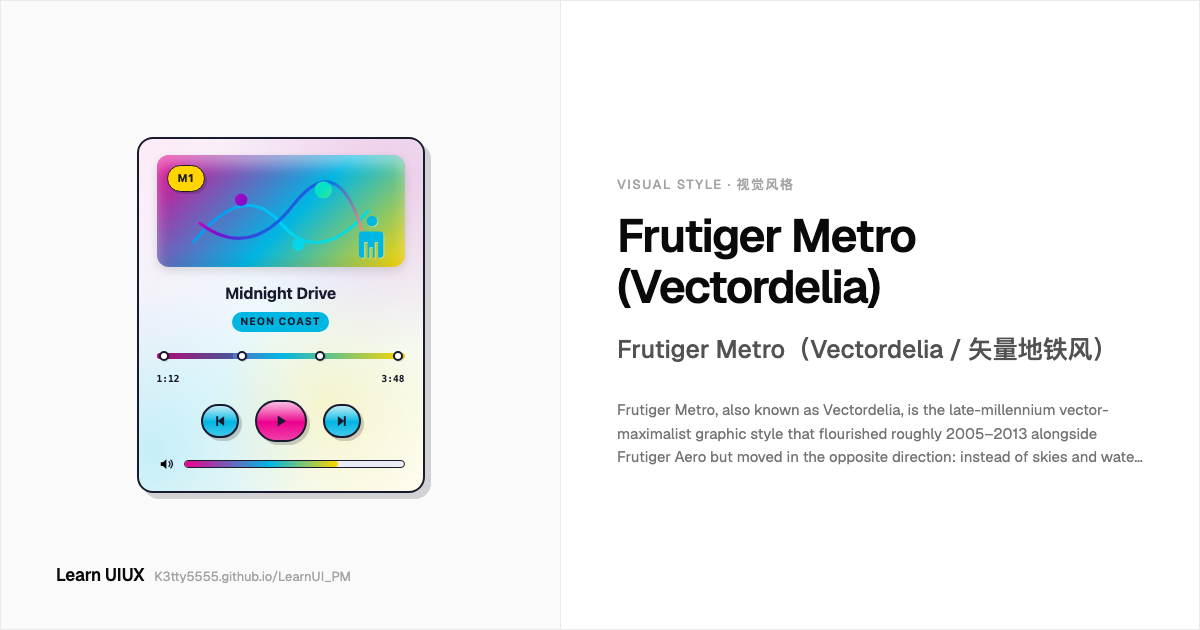 M1
Midnight Drive
NEON COAST
1:12
3:48
Learn UIUX
K3tty5555.github.io/LearnUI_PM
VISUAL STYLE · 视觉风格
Frutiger Metro
(Vectordelia)
Frutiger Metro（Vectordelia / 矢量地铁风）
Frutiger Metro, also known as Vectordelia, is the late-millennium vector-
maximalist graphic style that flourished roughly 2005–2013 alongside
Frutiger Aero but moved in the opposite direction: instead of skies and wate…